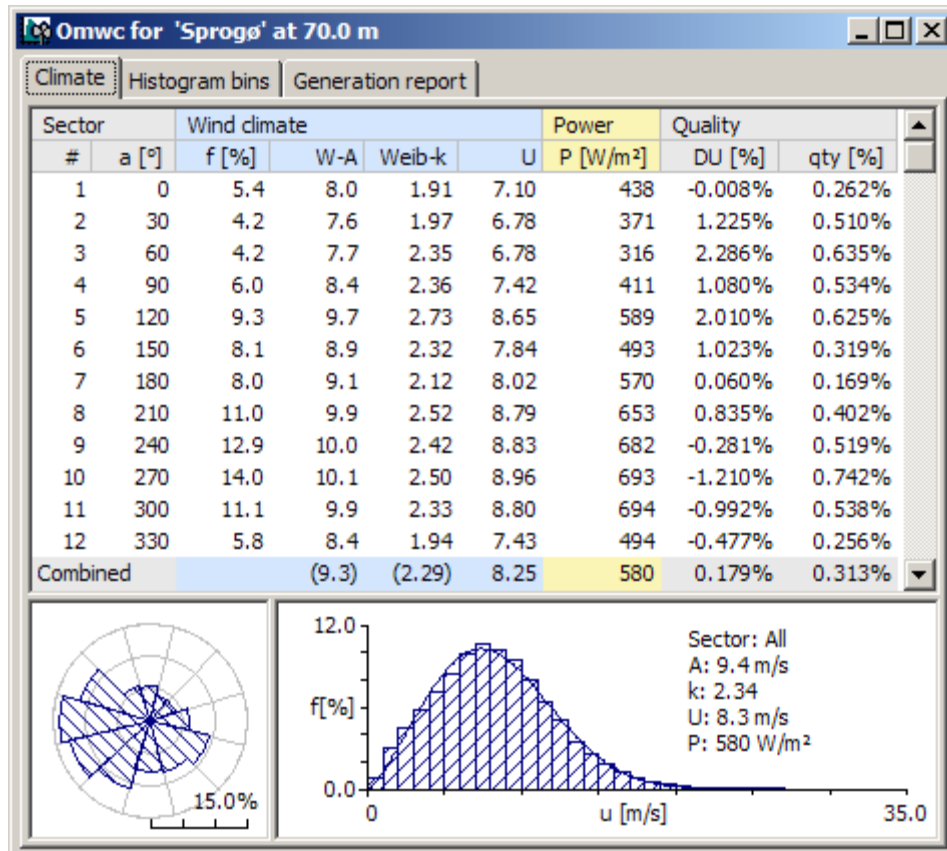 Omwc for 'Sprogø' at 70.0 m
Climate Histogram bins Generation report
Sector Wind climate Power Quality
# a [º] f [%] W-A Weib-k U P [W/m²] DU [%] qty [%]
1 0 5.4 8.0 1.91 7.10 438 -0.008% 0.262%
2 30 4.2 7.6 1.97 6.78 371 1.225% 0.510%
3 60 4.2 7.7 2.35 6.78 316 2.286% 0.635%
4 90 6.0 8.4 2.36 7.42 411 1.080% 0.534%
5 120 9.3 9.7 2.73 8.65 589 2.010% 0.625%
6 150 8.1 8.9 2.32 7.84 493 1.023% 0.319%
7 180 8.0 9.1 2.12 8.02 570 0.060% 0.169%
8 210 11.0 9.9 2.52 8.79 653 0.835% 0.402%
9 240 12.9 10.0 2.42 8.83 682 -0.281% 0.519%
10 270 14.0 10.1 2.50 8.96 693 -1.210% 0.742%
11 300 11.1 9.9 2.33 8.80 694 -0.992% 0.538%
12 330 5.8 8.4 1.94 7.43 494 -0.477% 0.256%
Combined (9.3) (2.29) 8.25 580 0.179% 0.313%
15.0%
12.0
f[%]
0.0
0 u [m/s] 35.0
Sector: All
A: 9.4 m/s
k: 2.34
U: 8.3 m/s
P: 580 W/m²